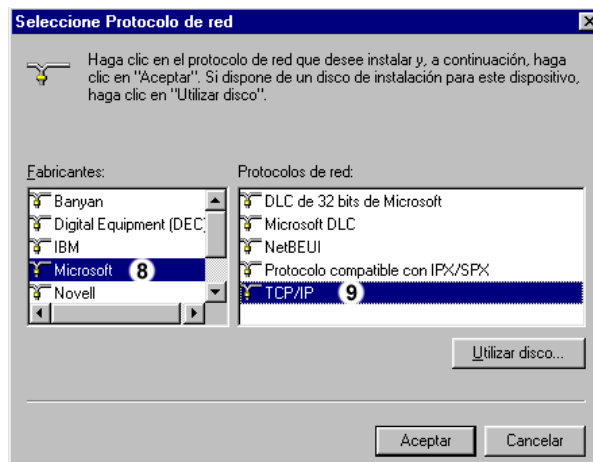 Seleccione Protocolo de red
Haga clic en el protocolo de red que desee instalar y, a continuación, haga
clic en "Aceptar". Si dispone de un disco de instalación para este dispositivo,
haga clic en "Utilizar disco".
Fabricantes:
Banyan
Digital Equipment (DEC)
IBM
Microsoft 8
Novell
Protocolos de red:
DLC de 32 bits de Microsoft
Microsoft DLC
NetBEUI
Protocolo compatible con IPX/SPX
TCP/IP 9
Utilizar disco...
Aceptar
Cancelar